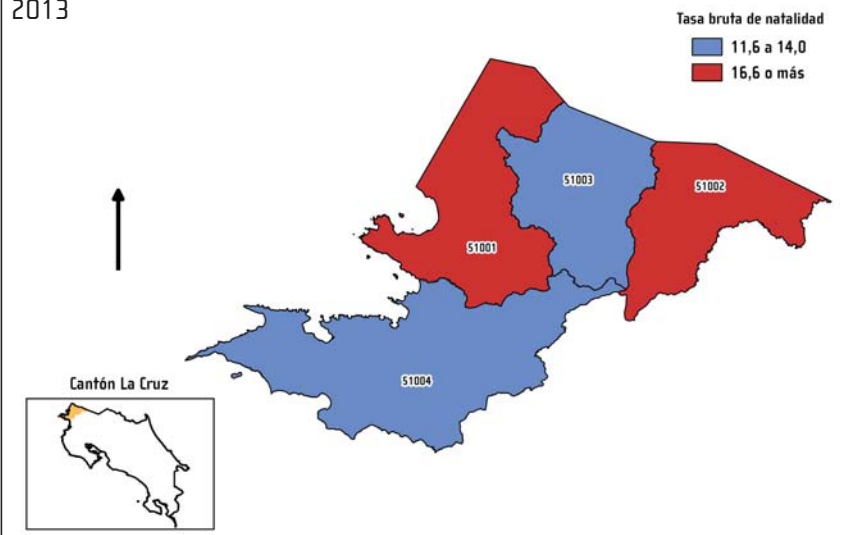 2013
Tasa bruta de natalidad
11,6 a 14,0
16,6 o más
51003
51002
51001
51004
Cantón La Cruz